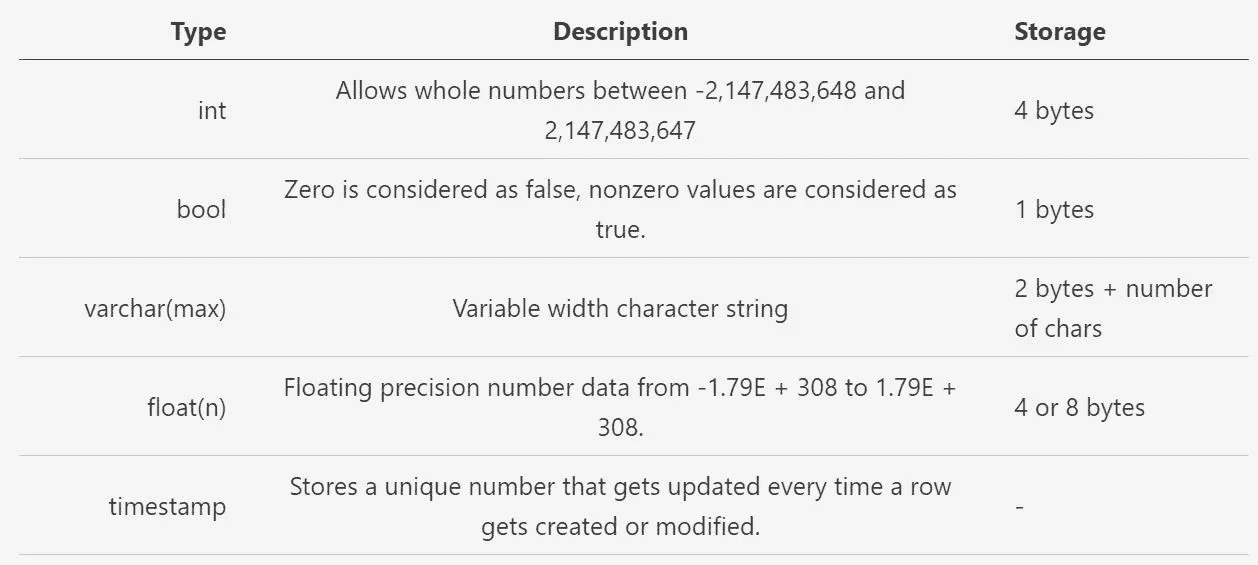 Type Description Storage
int Allows whole numbers between -2,147,483,648 and 2,147,483,647 4 bytes
bool Zero is considered as false, nonzero values are considered as true. 1 bytes
varchar(max) Variable width character string 2 bytes + number of chars
float(n) Floating precision number data from -1.79E + 308 to 1.79E + 308. 4 or 8 bytes
timestamp Stores a unique number that gets updated every time a row gets created or modified. -